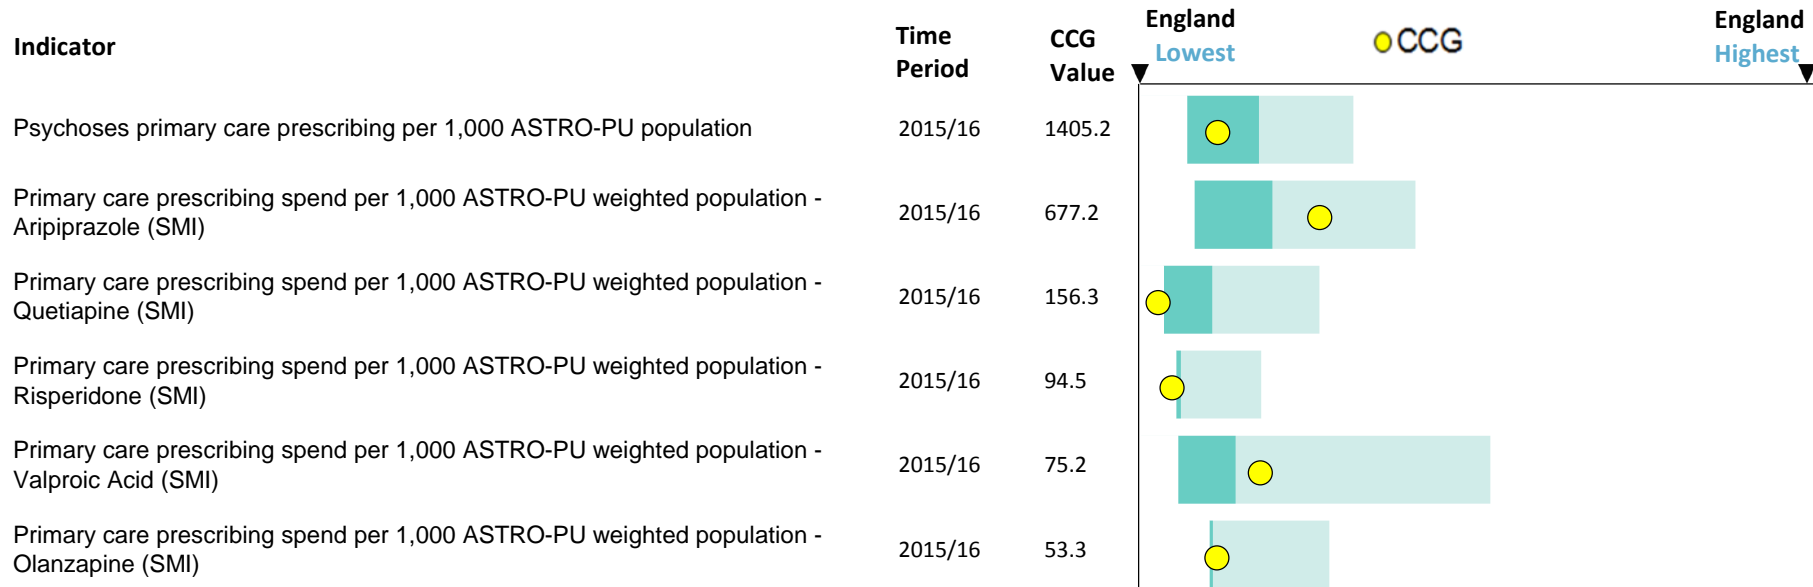 Indicator
Time
Period
CCG
Value
England
Lowest
CCG
England
Highest
Psychoses primary care prescribing per 1,000 ASTRO-PU population
2015/16
1405.2
Primary care prescribing spend per 1,000 ASTRO-PU weighted population -
Aripiprazole (SMI)
2015/16
677.2
Primary care prescribing spend per 1,000 ASTRO-PU weighted population -
Quetiapine (SMI)
2015/16
156.3
Primary care prescribing spend per 1,000 ASTRO-PU weighted population -
Risperidone (SMI)
2015/16
94.5
Primary care prescribing spend per 1,000 ASTRO-PU weighted population -
Valproic Acid (SMI)
2015/16
75.2
Primary care prescribing spend per 1,000 ASTRO-PU weighted population -
Olanzapine (SMI)
2015/16
53.3